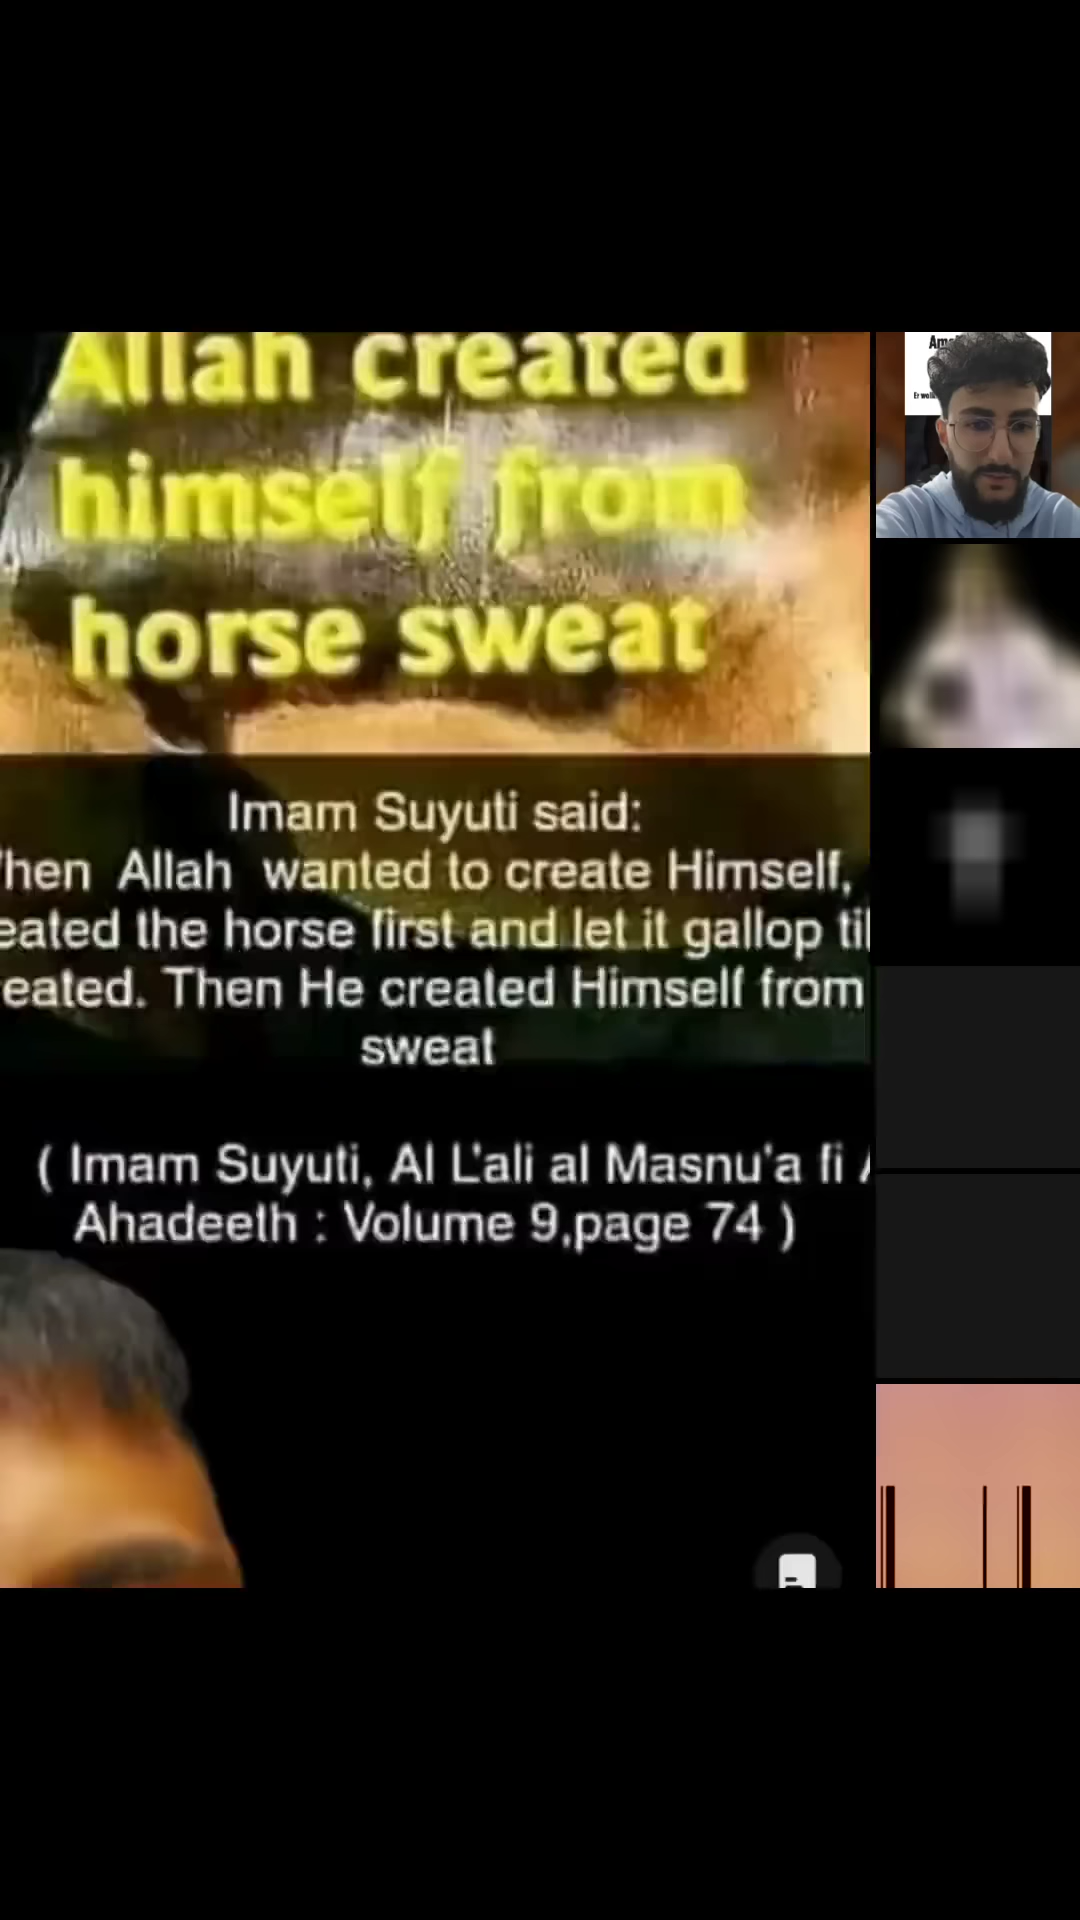 Allah created
himself from
horse sweat
Imam Suyuti said:
hen Allah wanted to create Himself,
eated the horse first and let it gallop til
eated. Then He created Himself from
sweat
( Imam Suyuti, Al L'ali al Masnu'a fi
Ahadeeth : Volume 9,page 74 )